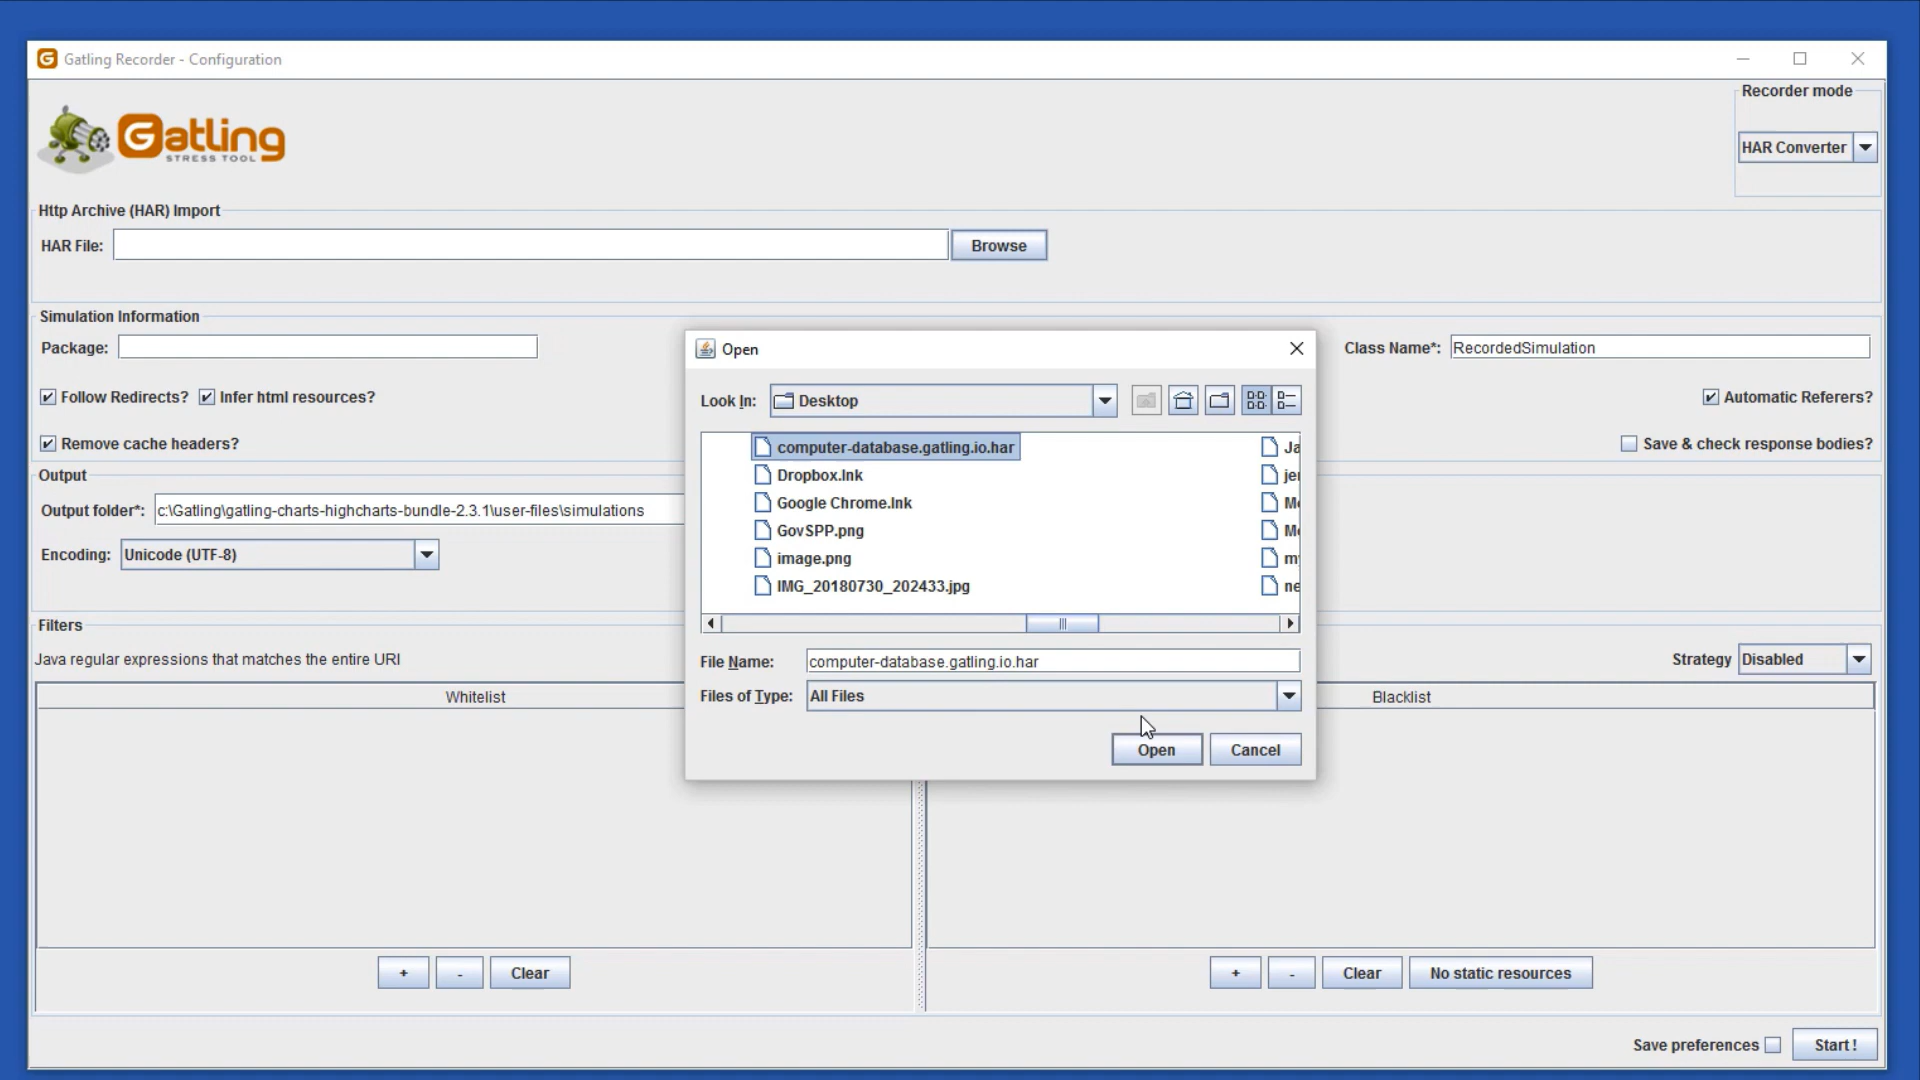 Gatling Recorder - Configuration
Recorder mode
Gatling
STRESS TOOL
HAR Converter
Http Archive (HAR) Import
HAR File:
Browse
Simulation Information
Package:
Class Name*: RecordedSimulation
Follow Redirects? Infer html resources?
Automatic Referers?
Remove cache headers?
Save & check response bodies?
Output
Output folder*: c:\Gatling\gatling-charts-highcharts-bundle-2.3.1\user-files\simulations
Encoding: Unicode (UTF-8)
Filters
Java regular expressions that matches the entire URI
Strategy Disabled
Whitelist
Blacklist
+ - Clear
+ - Clear No static resources
Save preferences Start !
Open
Look In: Desktop
computer-database.gatling.io.har
Dropbox.lnk
Google Chrome.lnk
GovSPP.png
image.png
IMG_20180730_202433.jpg
Ja
je
m
ne
File Name: computer-database.gatling.io.har
Files of Type: All Files
Open Cancel